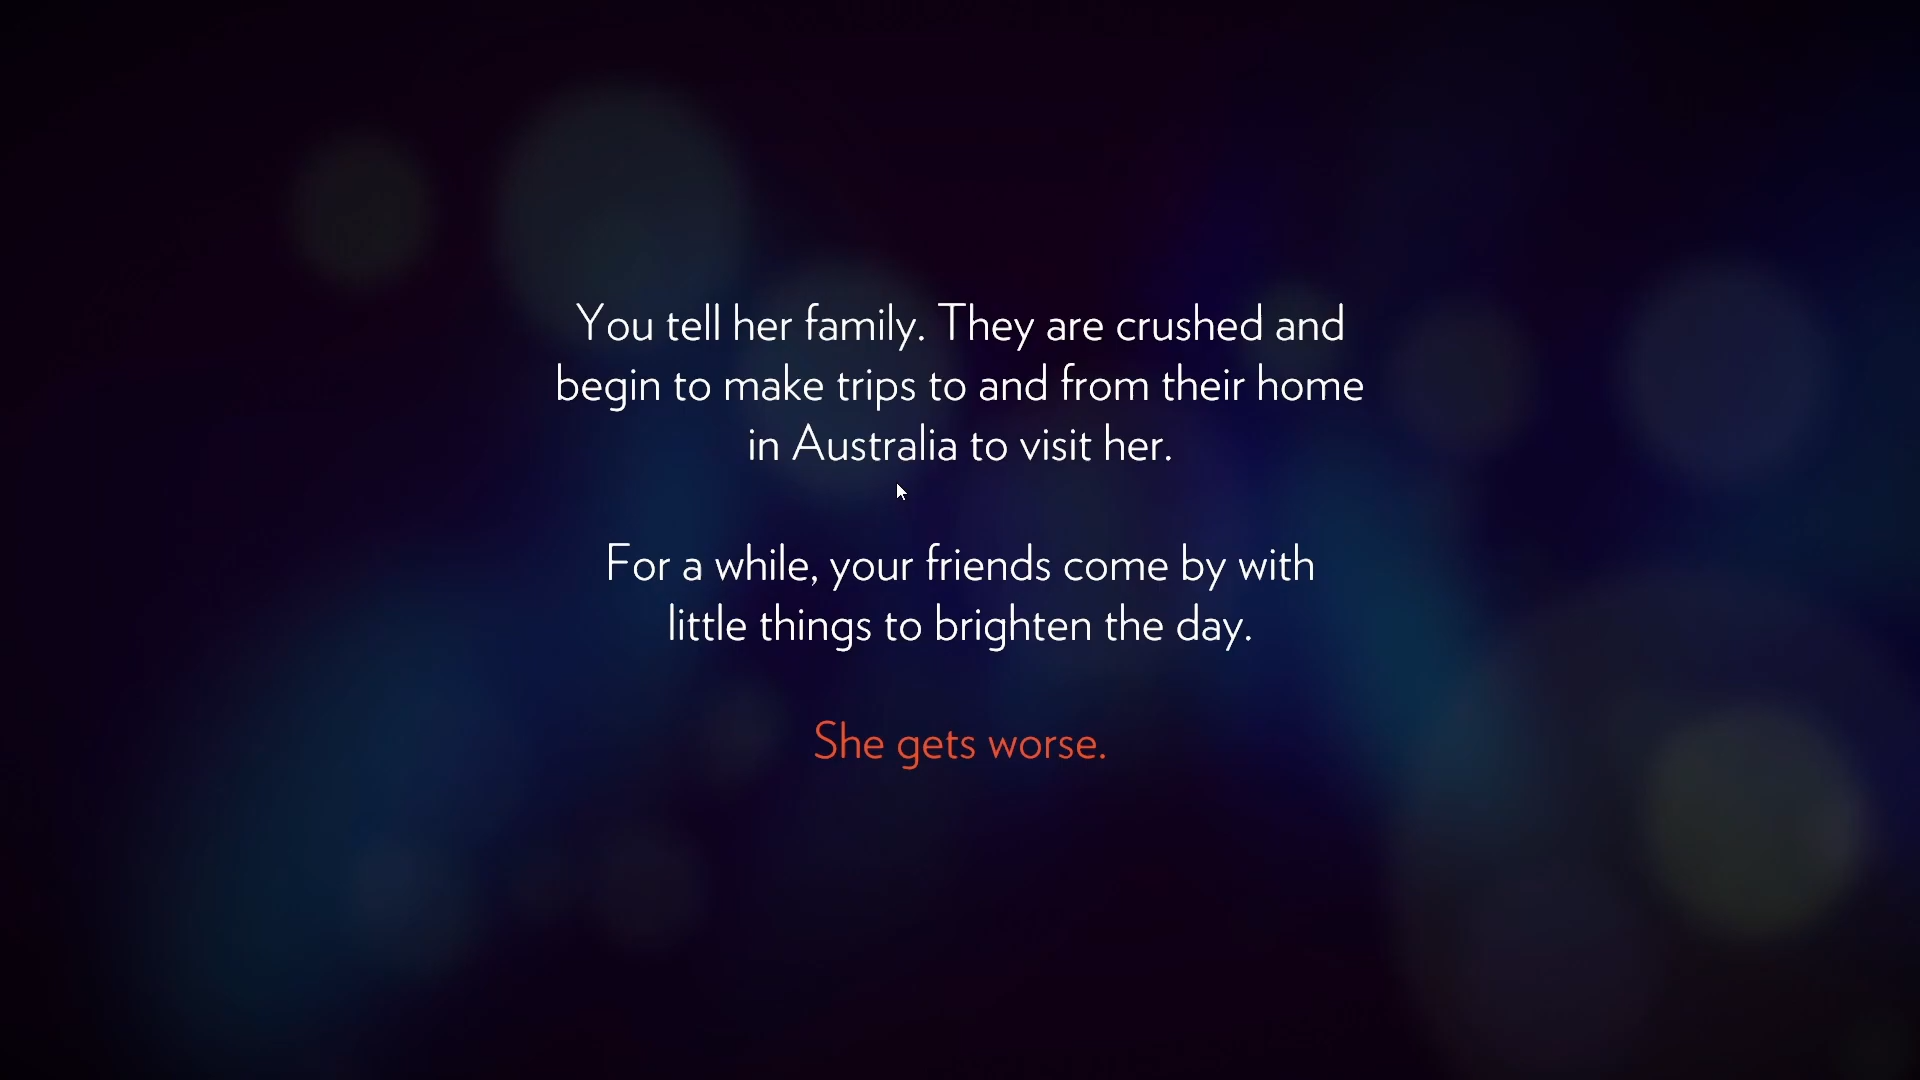 You tell her family. They are crushed and
begin to make trips to and from their home
in Australia to visit her.
For a while, your friends come by with
little things to brighten the day.
She gets worse.